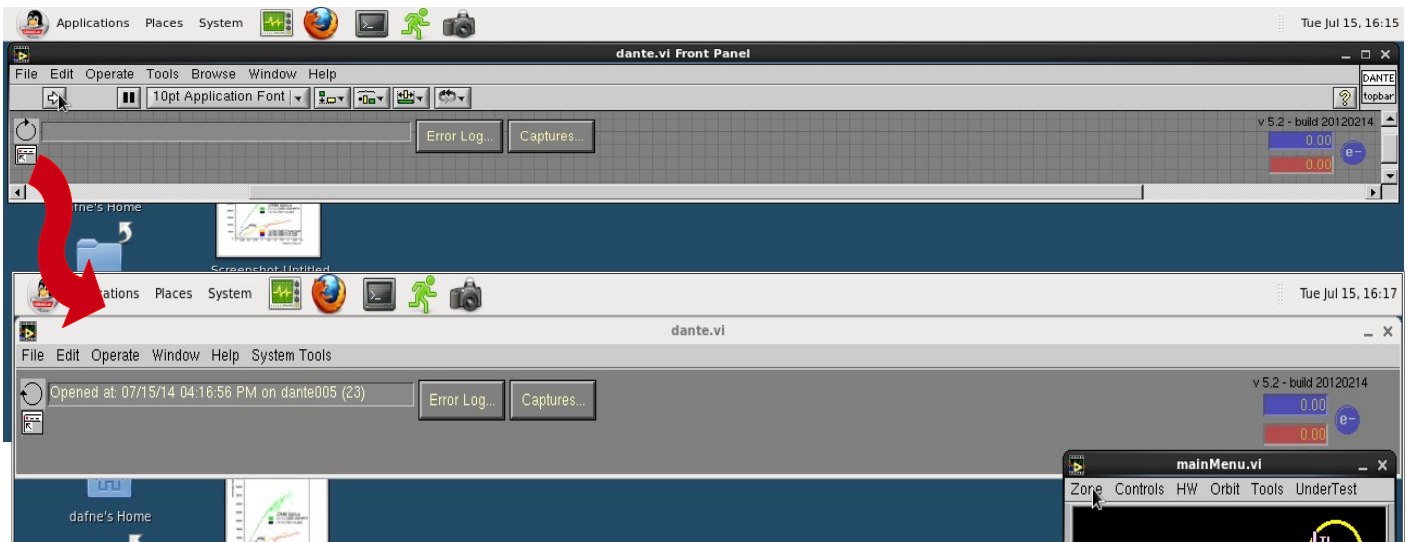 Applications Places System
Tue Jul 15, 16:15
dante.vi Front Panel
File Edit Operate Tools Browse Window Help
DANTE
topbar
10pt Application Font
Error Log...
Captures...
v 5.2 - build 20120214
0.00
e-
0.00
afne's Home
Screenshot Untitled
ations Places System
Tue Jul 15, 16:17
dante.vi
File Edit Operate Window Help System Tools
Opened at: 07/15/14 04:16:56 PM on dante005 (23)
Error Log...
Captures...
v 5.2 - build 20120214
0.00
e-
0.00
mainMenu.vi
Zone Controls HW Orbit Tools UnderTest
dafne's Home
TL